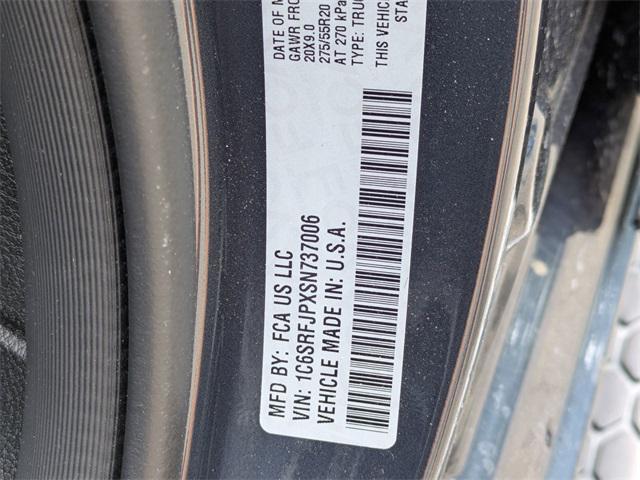 MFD BY: FCA US LLC
DATE OF M
GAWR FRO
20X9.0
275/55R20
AT 270 kPa
VIN: 1C6SRFJPXSN737006
TYPE: TRUC
VEHICLE MADE IN: U.S.A.
THIS VEHIC
STA